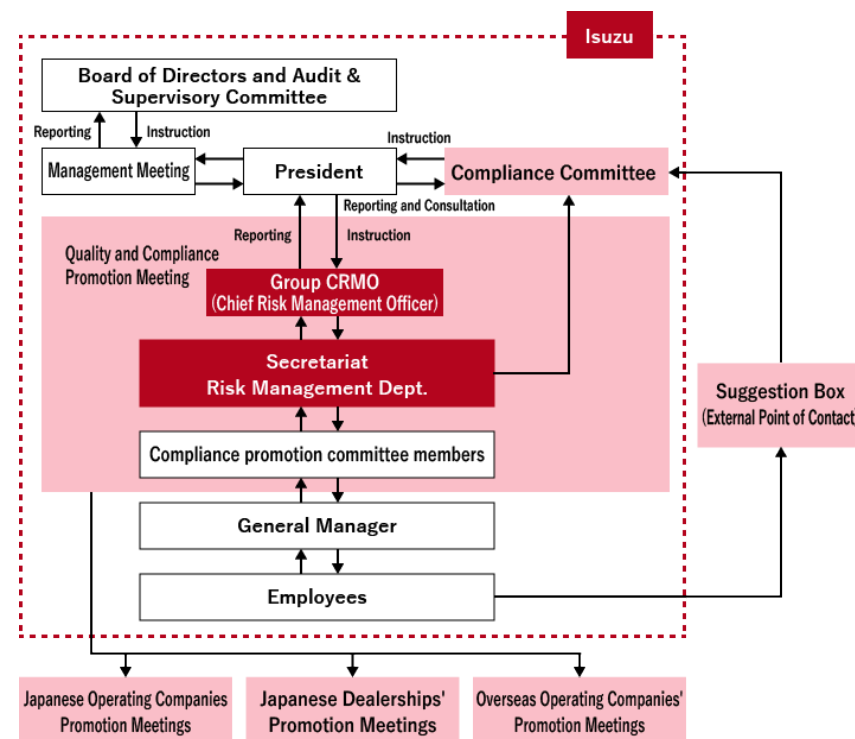 Isuzu
Board of Directors and Audit &
Supervisory Committee
Reporting
Instruction
Instruction
Management Meeting
President
Compliance Committee
Reporting and Consultation
Reporting
Instruction
Quality and Compliance
Promotion Meeting
Group CRMO
(Chief Risk Management Officer)
Secretariat
Risk Management Dept.
Suggestion Box
(External Point of Contact)
Compliance promotion committee members
General Manager
Employees
Japanese Operating Companies
Promotion Meetings
Japanese Dealerships'
Promotion Meetings
Overseas Operating Companies'
Promotion Meetings